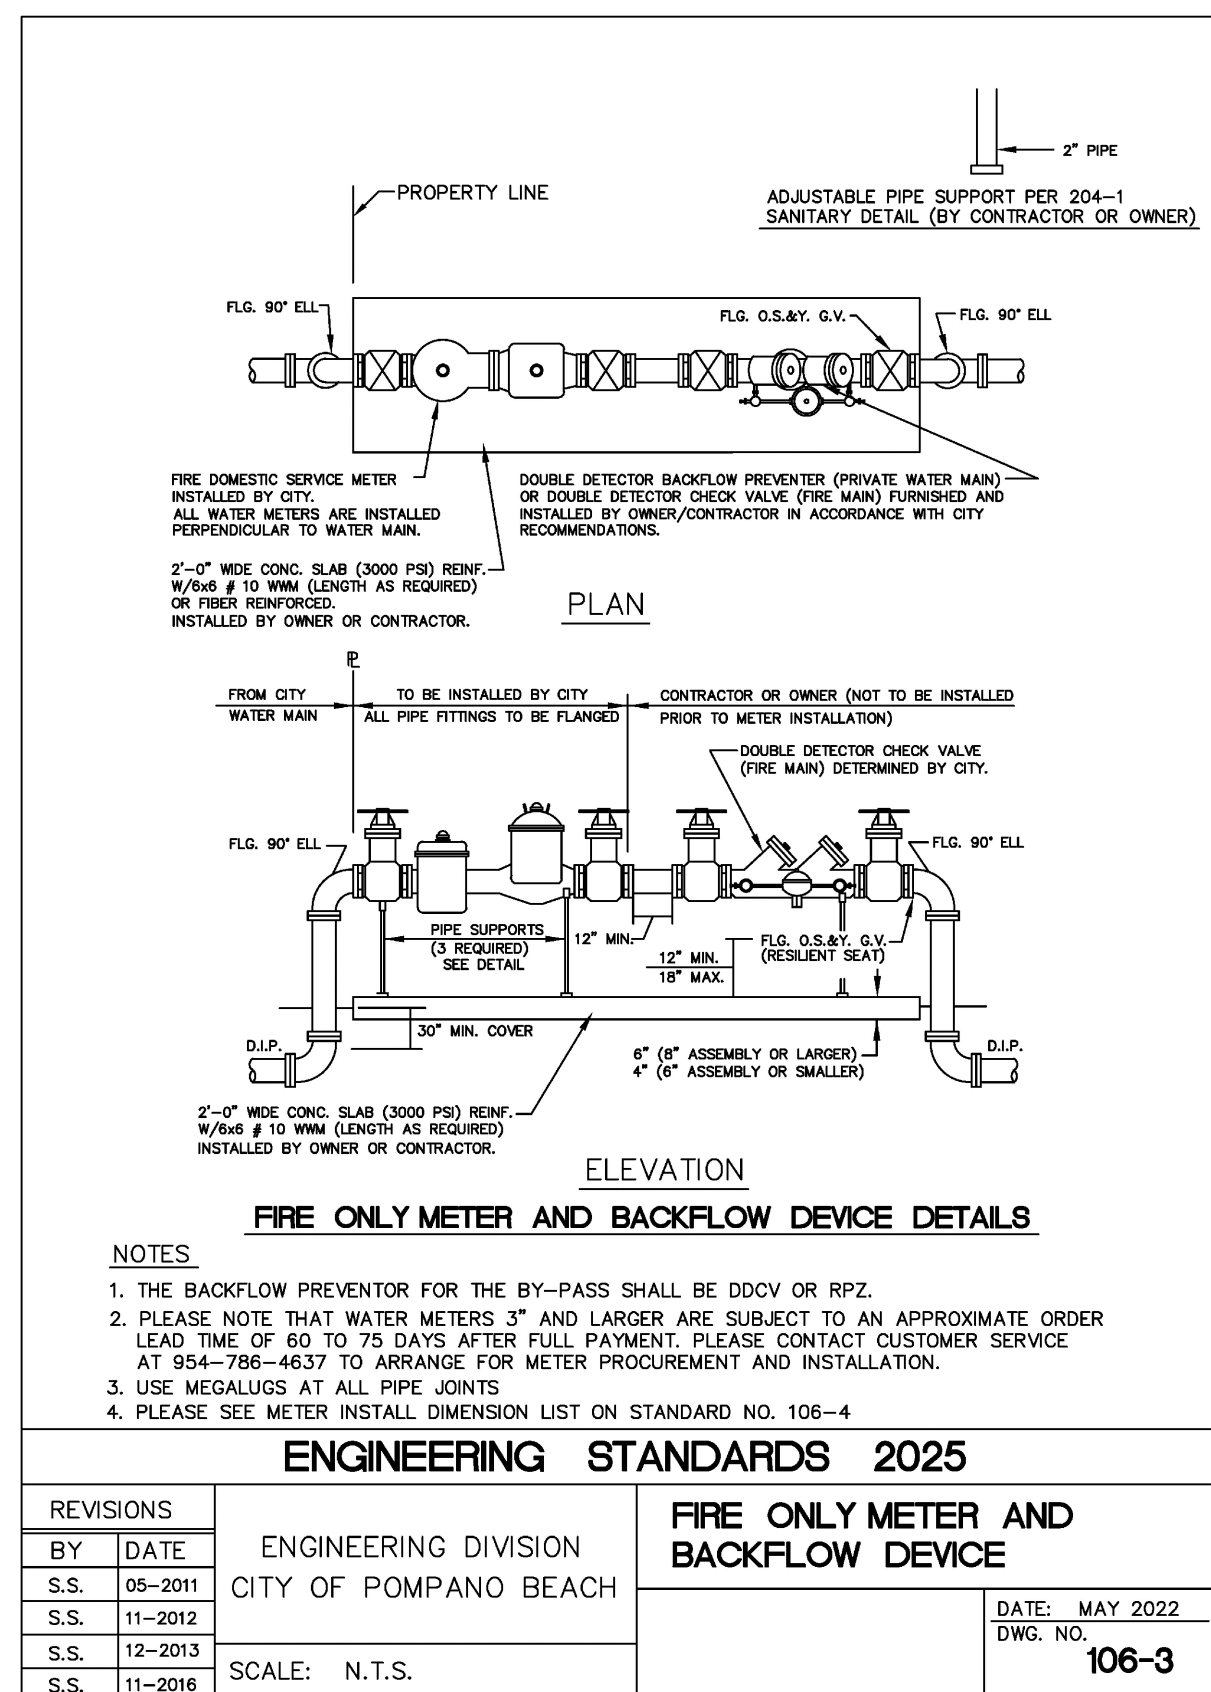 2" PIPE
ADJUSTABLE PIPE SUPPORT PER 204-1
SANITARY DETAIL (BY CONTRACTOR OR OWNER)
PROPERTY LINE
FLG. 90° ELL
FLG. O.S.&Y. G.V.
FLG. 90° ELL
FIRE DOMESTIC SERVICE METER
INSTALLED BY CITY.
ALL WATER METERS ARE INSTALLED
PERPENDICULAR TO WATER MAIN.
DOUBLE DETECTOR BACKFLOW PREVENTER (PRIVATE WATER MAIN)
OR DOUBLE DETECTOR CHECK VALVE (FIRE MAIN) FURNISHED AND
INSTALLED BY OWNER/CONTRACTOR IN ACCORDANCE WITH CITY
RECOMMENDATIONS.
2'-0" WIDE CONC. SLAB (3000 PSI) REINF.
W/6x6 # 10 WWM (LENGTH AS REQUIRED)
OR FIBER REINFORCED.
INSTALLED BY OWNER OR CONTRACTOR.
PLAN
PL
FROM CITY
WATER MAIN
TO BE INSTALLED BY CITY
ALL PIPE FITTINGS TO BE FLANGED
CONTRACTOR OR OWNER (NOT TO BE INSTALLED
PRIOR TO METER INSTALLATION)
DOUBLE DETECTOR CHECK VALVE
(FIRE MAIN) DETERMINED BY CITY.
FLG. 90° ELL
FLG. 90° ELL
PIPE SUPPORTS
(3 REQUIRED)
SEE DETAIL
12" MIN.
12" MIN.
18" MAX.
FLG. O.S.&Y. G.V.
(RESILIENT SEAT)
30" MIN. COVER
D.I.P.
D.I.P.
6" (8" ASSEMBLY OR LARGER)
4" (6" ASSEMBLY OR SMALLER)
2'-0" WIDE CONC. SLAB (3000 PSI) REINF.
W/6x6 # 10 WWM (LENGTH AS REQUIRED)
INSTALLED BY OWNER OR CONTRACTOR.
ELEVATION
FIRE ONLY METER AND BACKFLOW DEVICE DETAILS
NOTES
1. THE BACKFLOW PREVENTOR FOR THE BY-PASS SHALL BE DDCV OR RPZ.
2. PLEASE NOTE THAT WATER METERS 3" AND LARGER ARE SUBJECT TO AN APPROXIMATE ORDER
LEAD TIME OF 60 TO 75 DAYS AFTER FULL PAYMENT. PLEASE CONTACT CUSTOMER SERVICE
AT 954-786-4637 TO ARRANGE FOR METER PROCUREMENT AND INSTALLATION.
3. USE MEGALUGS AT ALL PIPE JOINTS
4. PLEASE SEE METER INSTALL DIMENSION LIST ON STANDARD NO. 106-4
ENGINEERING STANDARDS 2025
REVISIONS
BY DATE
S.S. 05-2011
S.S. 11-2012
S.S. 12-2013
S.S. 11-2016
ENGINEERING DIVISION
CITY OF POMPANO BEACH
SCALE: N.T.S.
FIRE ONLY METER AND
BACKFLOW DEVICE
DATE: MAY 2022
DWG. NO.
106-3